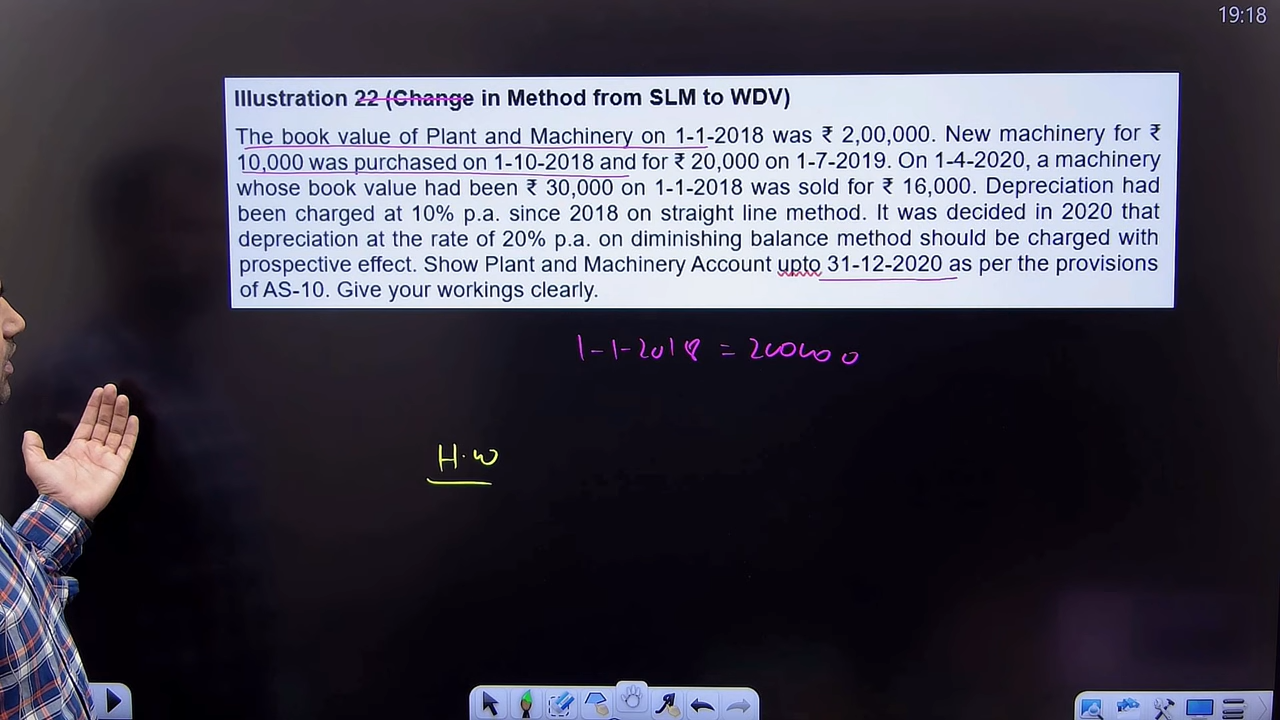 19:18
Illustration 22 (Change in Method from SLM to WDV)
The book value of Plant and Machinery on 1-1-2018 was ₹ 2,00,000. New machinery for ₹
10,000 was purchased on 1-10-2018 and for ₹ 20,000 on 1-7-2019. On 1-4-2020, a machinery
whose book value had been ₹ 30,000 on 1-1-2018 was sold for ₹ 16,000. Depreciation had
been charged at 10% p.a. since 2018 on straight line method. It was decided in 2020 that
depreciation at the rate of 20% p.a. on diminishing balance method should be charged with
prospective effect. Show Plant and Machinery Account upto 31-12-2020 as per the provisions
of AS-10. Give your workings clearly.
1-1-2018 = 200000
H.W